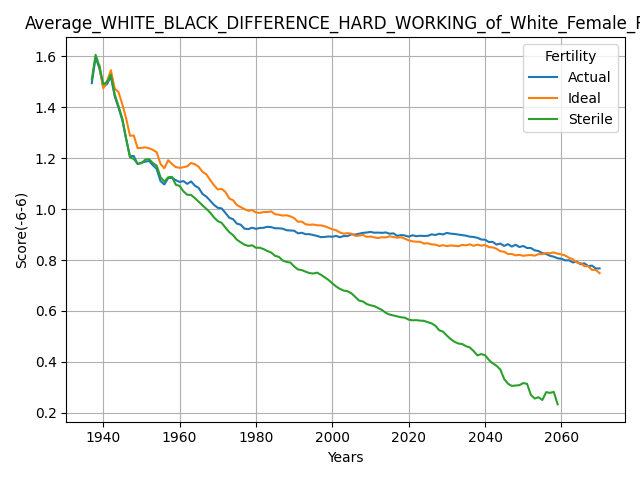 Average_WHITE_BLACK_DIFFERENCE_HARD_WORKING_of_White_Female_
Fertility
Actual
Ideal
Sterile
Score(-6-6)
1.6
1.4
1.2
1.0
0.8
0.6
0.4
0.2
1940 1960 1980 2000 2020 2040 2060
Years